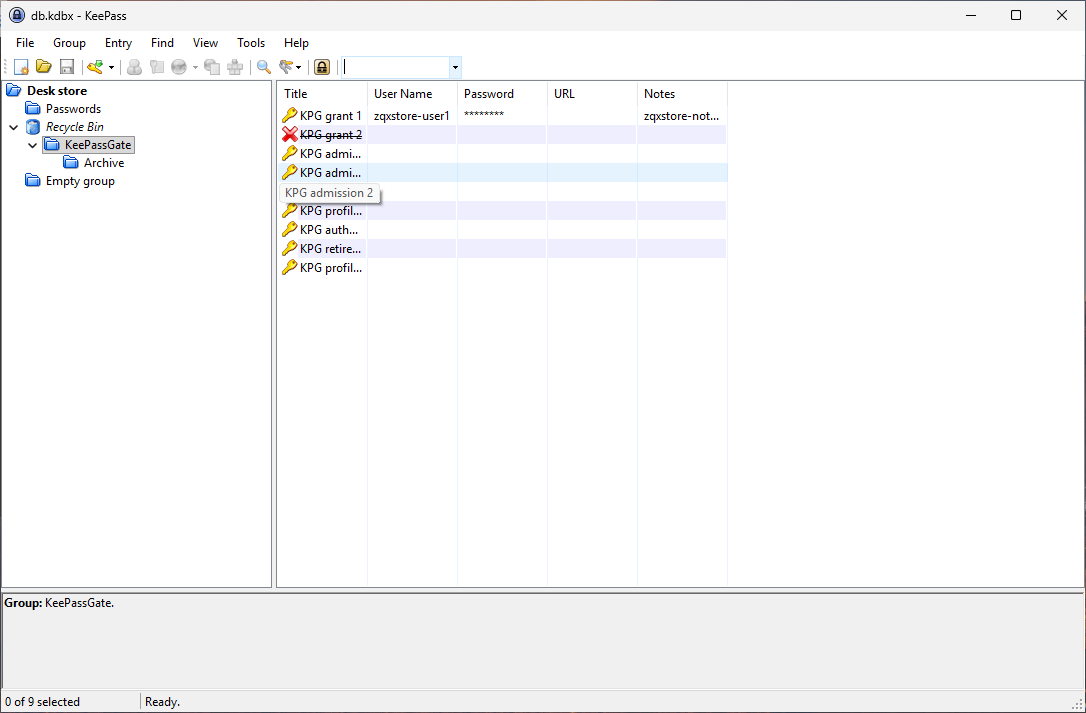 db.kdbx - KeePass
File Group Entry Find View Tools Help
Desk store
Passwords
Recycle Bin
KeePassGate
Archive
Empty group
Title User Name Password URL Notes
KPG grant 1 zqxstore-user1 ******** zqxstore-not...
KPG grant 2
KPG admi...
KPG admi...
KPG admission 2
KPG profil...
KPG auth...
KPG retire...
KPG profil...
Group: KeePassGate.
0 of 9 selected Ready.